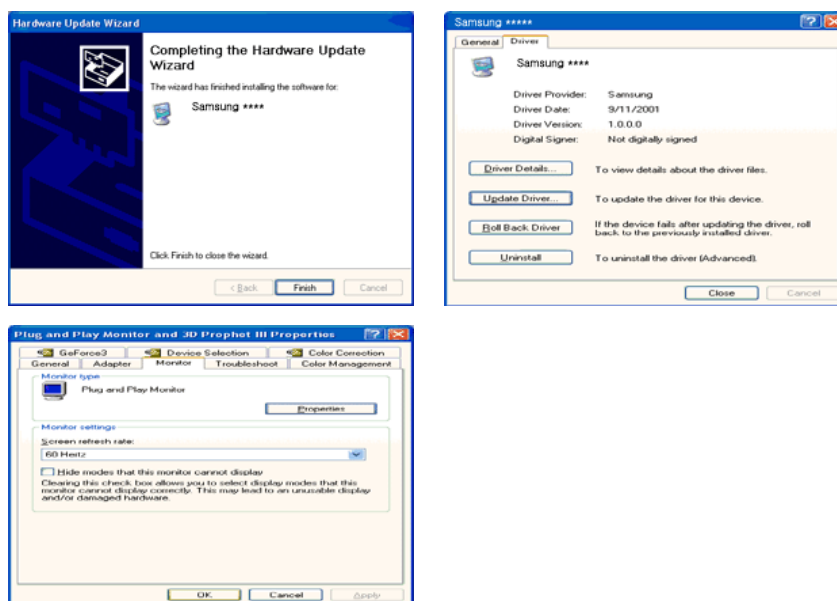 Hardware Update Wizard
Completing the Hardware Update
Wizard
The wizard has finished installing the software for:
Samsung ****
Click Finish to close the wizard.
< Back Finish Cancel
Samsung *****
General Driver
Samsung ****
Driver Provider: Samsung
Driver Date: 9/11/2001
Driver Version: 1.0.0.0
Digital Signer: Not digitally signed
Driver Details... To view details about the driver files.
Update Driver... To update the driver for this device.
Roll Back Driver If the device fails after updating the driver, roll
back to the previously installed driver.
Uninstall To uninstall the driver (Advanced).
Close Cancel
Plug and Play Monitor and 3D Prophet III Properties
GeForce3 Device Selection Color Correction
General Adapter Monitor Troubleshoot Color Management
Monitor type
Plug and Play Monitor
Properties
Monitor settings
Screen refresh rate:
60 Hertz
Hide modes that this monitor cannot display
Clearing this check box allows you to select display modes that this
monitor cannot display correctly. This may lead to an unusable display
and/or damaged hardware.
OK Cancel Apply